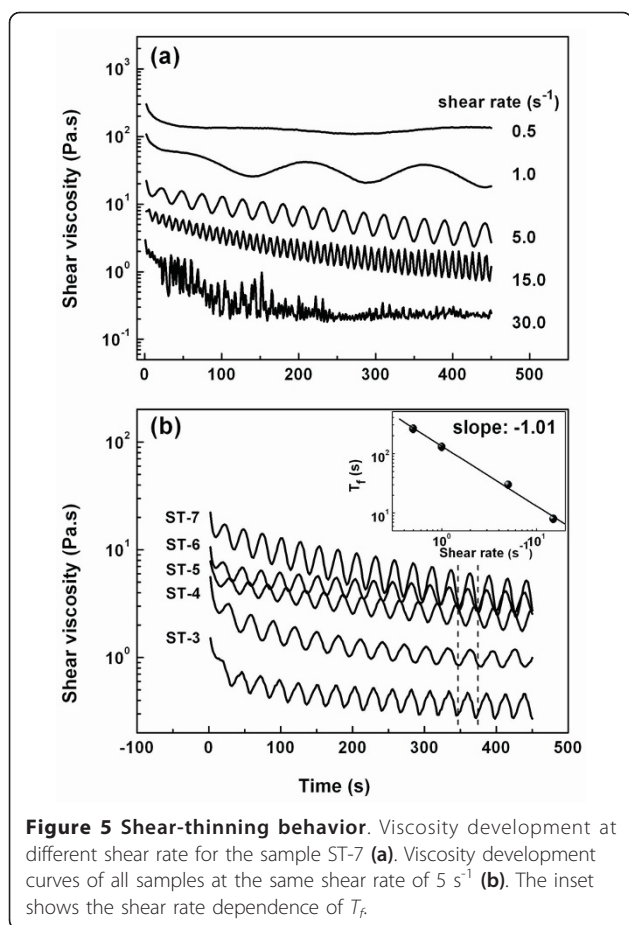 (a)
shear rate (s⁻¹)
10³
10²
10¹
10⁰
10⁻¹
Shear viscosity (Pa.s)
0.5
1.0
5.0
15.0
30.0
0 100 200 300 400 500
(b)
slope: -1.01
T_f (s)
10²
10¹
10⁰ 10¹
Shear rate (s⁻¹)
10²
10¹
10⁰
Shear viscosity (Pa.s)
ST-7
ST-6
ST-5
ST-4
ST-3
-100 0 100 200 300 400 500
Time (s)
Figure 5 Shear-thinning behavior. Viscosity development at
different shear rate for the sample ST-7 (a). Viscosity development
curves of all samples at the same shear rate of 5 s⁻¹ (b). The inset
shows the shear rate dependence of T_f.